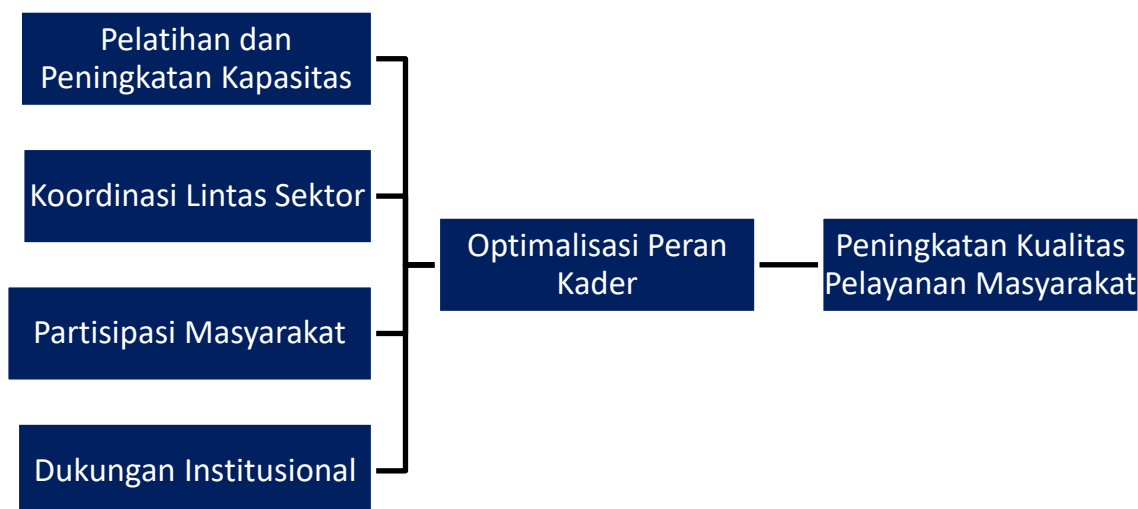 Pelatihan dan
Peningkatan Kapasitas
Koordinasi Lintas Sektor
Partisipasi Masyarakat
Dukungan Institusional
Optimalisasi Peran
Kader
Peningkatan Kualitas
Pelayanan Masyarakat